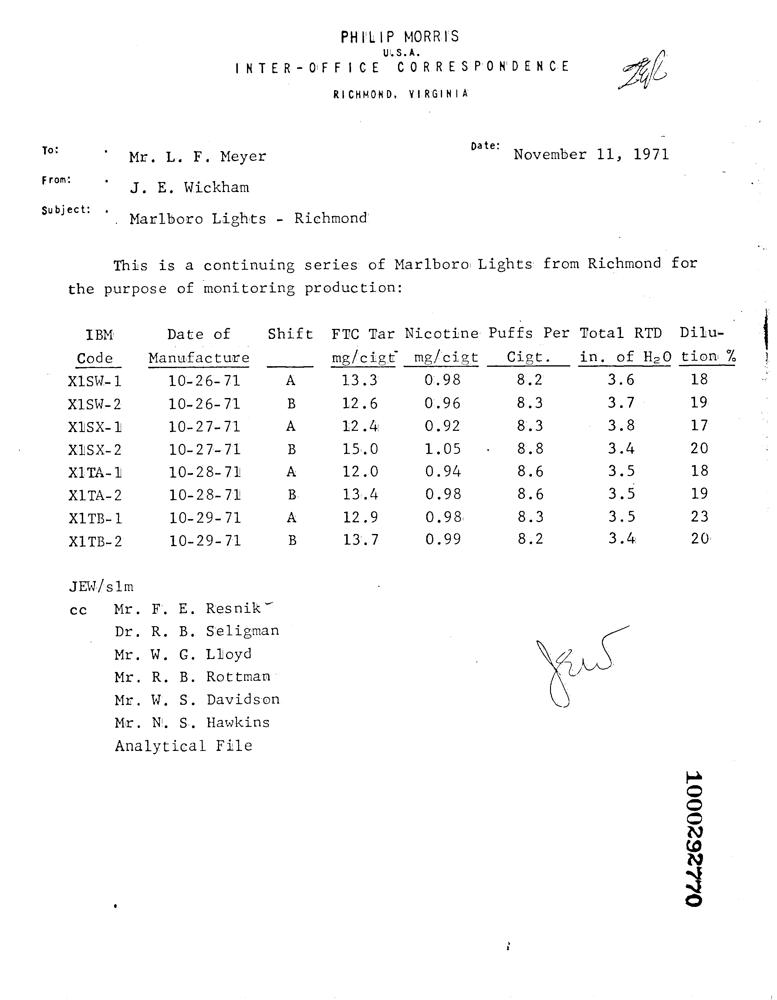 PHILIP MORRIS
U.S.A.
INTER-OFFICE CORRESPONDENCE
RICHMOND, VIRGINIA
To: Mr. L. F. Meyer Date: November 11, 1971
From: J. E. Wickham
Subject: Marlboro Lights - Richmond
This is a continuing series of Marlboro Lights from Richmond for
the purpose of monitoring production:
IBM Date of Shift FTC Tar Nicotine Puffs Per Total RTD Dilu-
Code Manufacture mg/cigt mg/cigt Cigt. in. of H₂O tion %
X1SW-1 10-26-71 A 13.3 0.98 8.2 3.6 18
X1SW-2 10-26-71 B 12.6 0.96 8.3 3.7 19
X1SX-1 10-27-71 A 12.4 0.92 8.3 3.8 17
X1SX-2 10-27-71 B 15.0 1.05 8.8 3.4 20
X1TA-1 10-28-71 A 12.0 0.94 8.6 3.5 18
X1TA-2 10-28-71 B 13.4 0.98 8.6 3.5 19
X1TB-1 10-29-71 A 12.9 0.98 8.3 3.5 23
X1TB-2 10-29-71 B 13.7 0.99 8.2 3.4 20
JEW/slm
cc Mr. F. E. Resnik
Dr. R. B. Seligman
Mr. W. G. Lloyd
Mr. R. B. Rottman
Mr. W. S. Davidson
Mr. N. S. Hawkins
Analytical File
JEW
1000292770